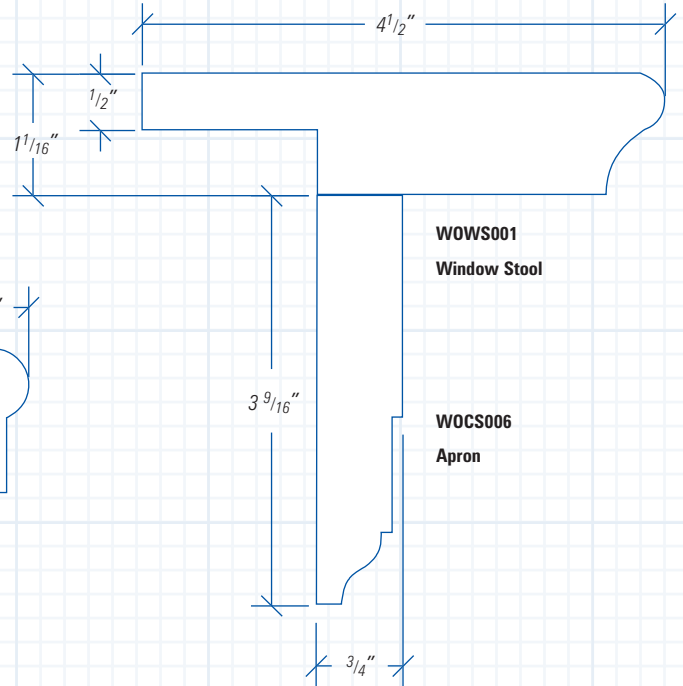 4 1/2"
1/2"
1 1/16"
WOWS001
Window Stool
3 9/16"
WOCS006
Apron
3/4"